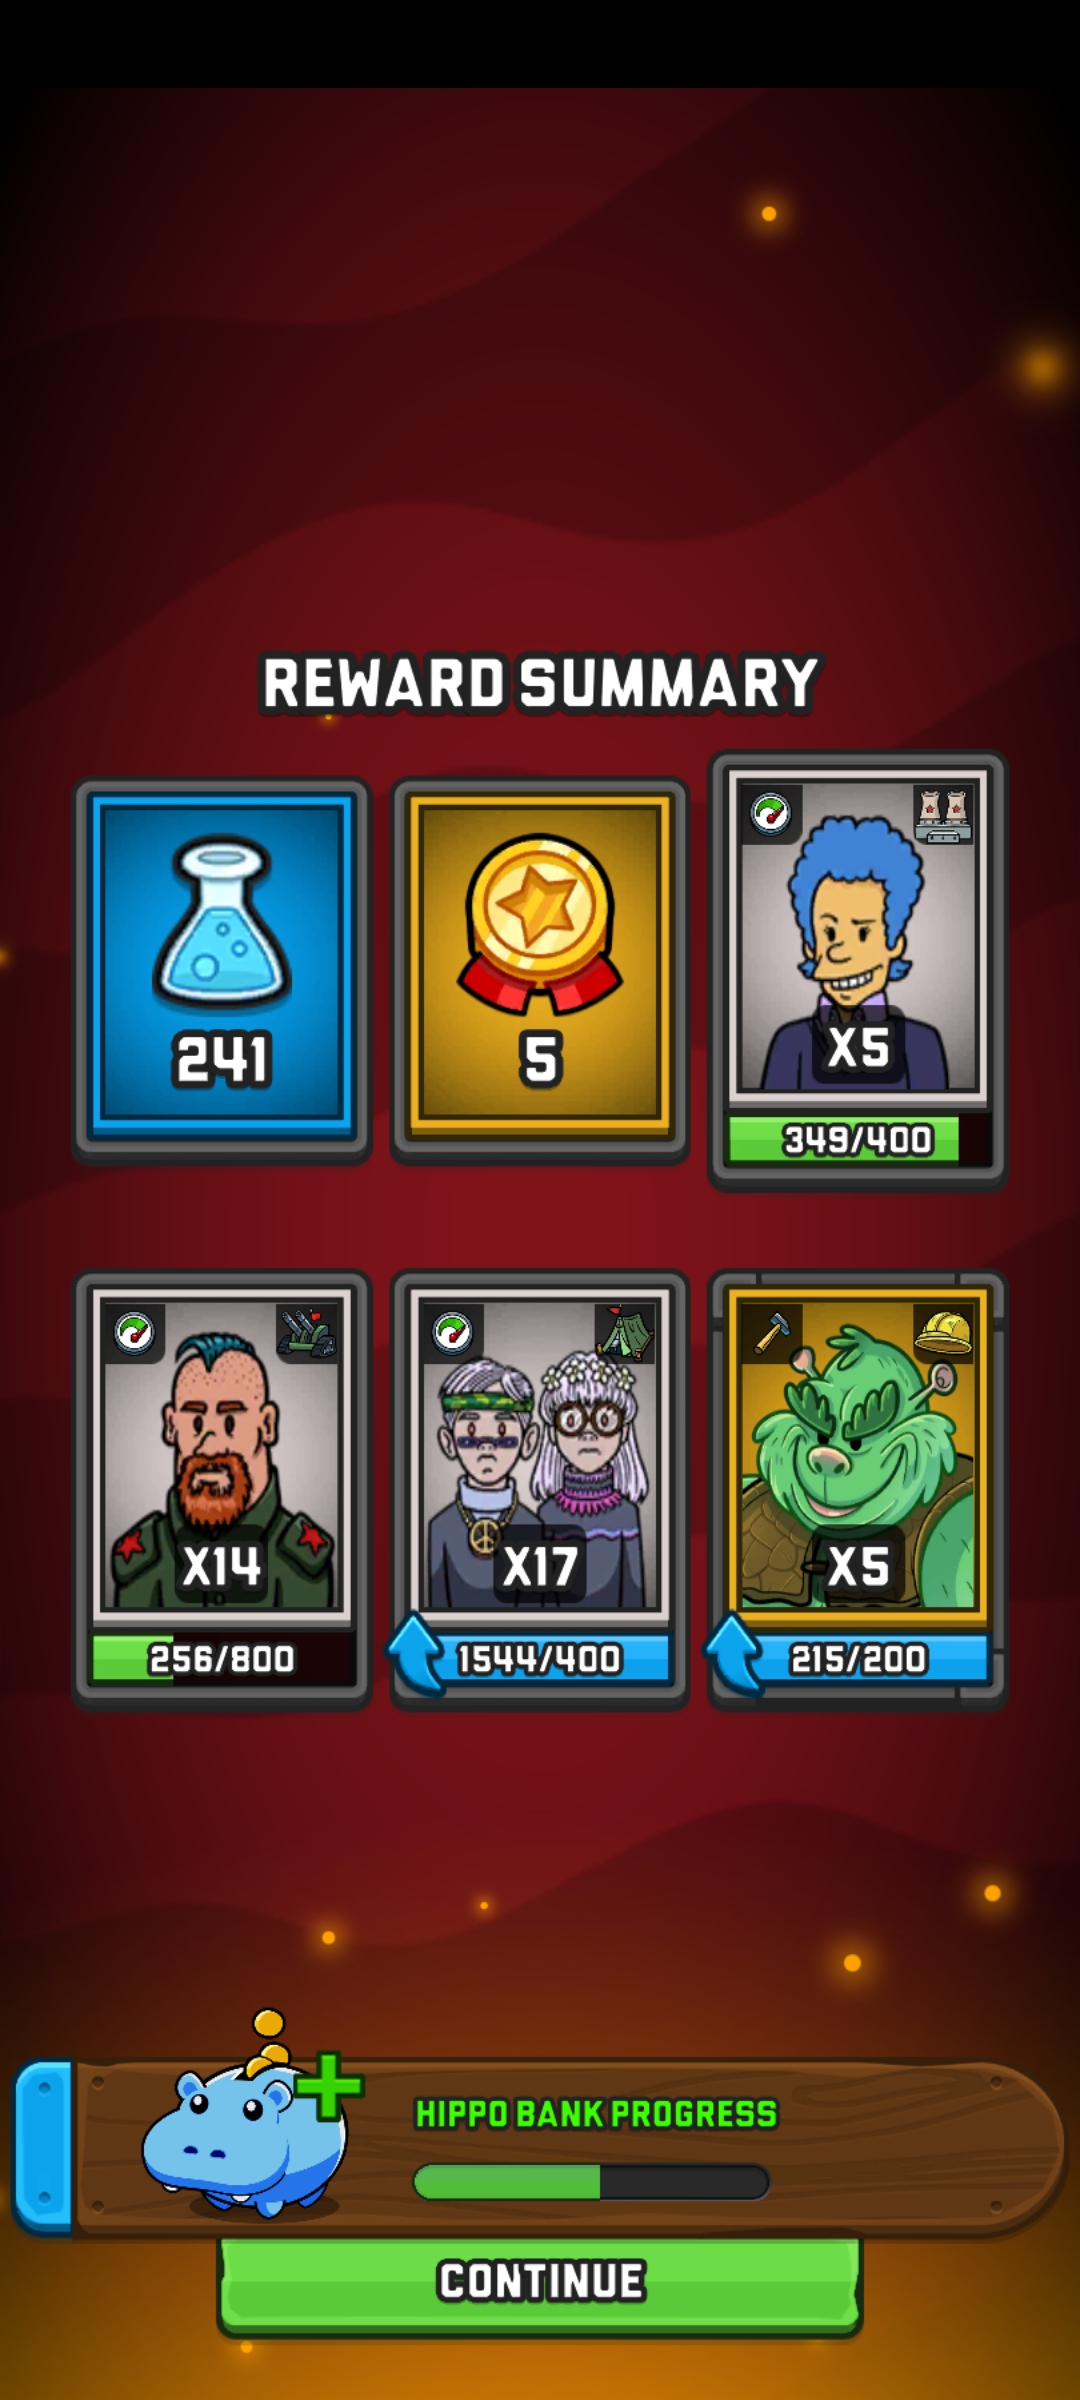 REWARD SUMMARY
241
5
X5
349/400
X14
256/800
X17
1544/400
X5
215/200
HIPPO BANK PROGRESS
CONTINUE